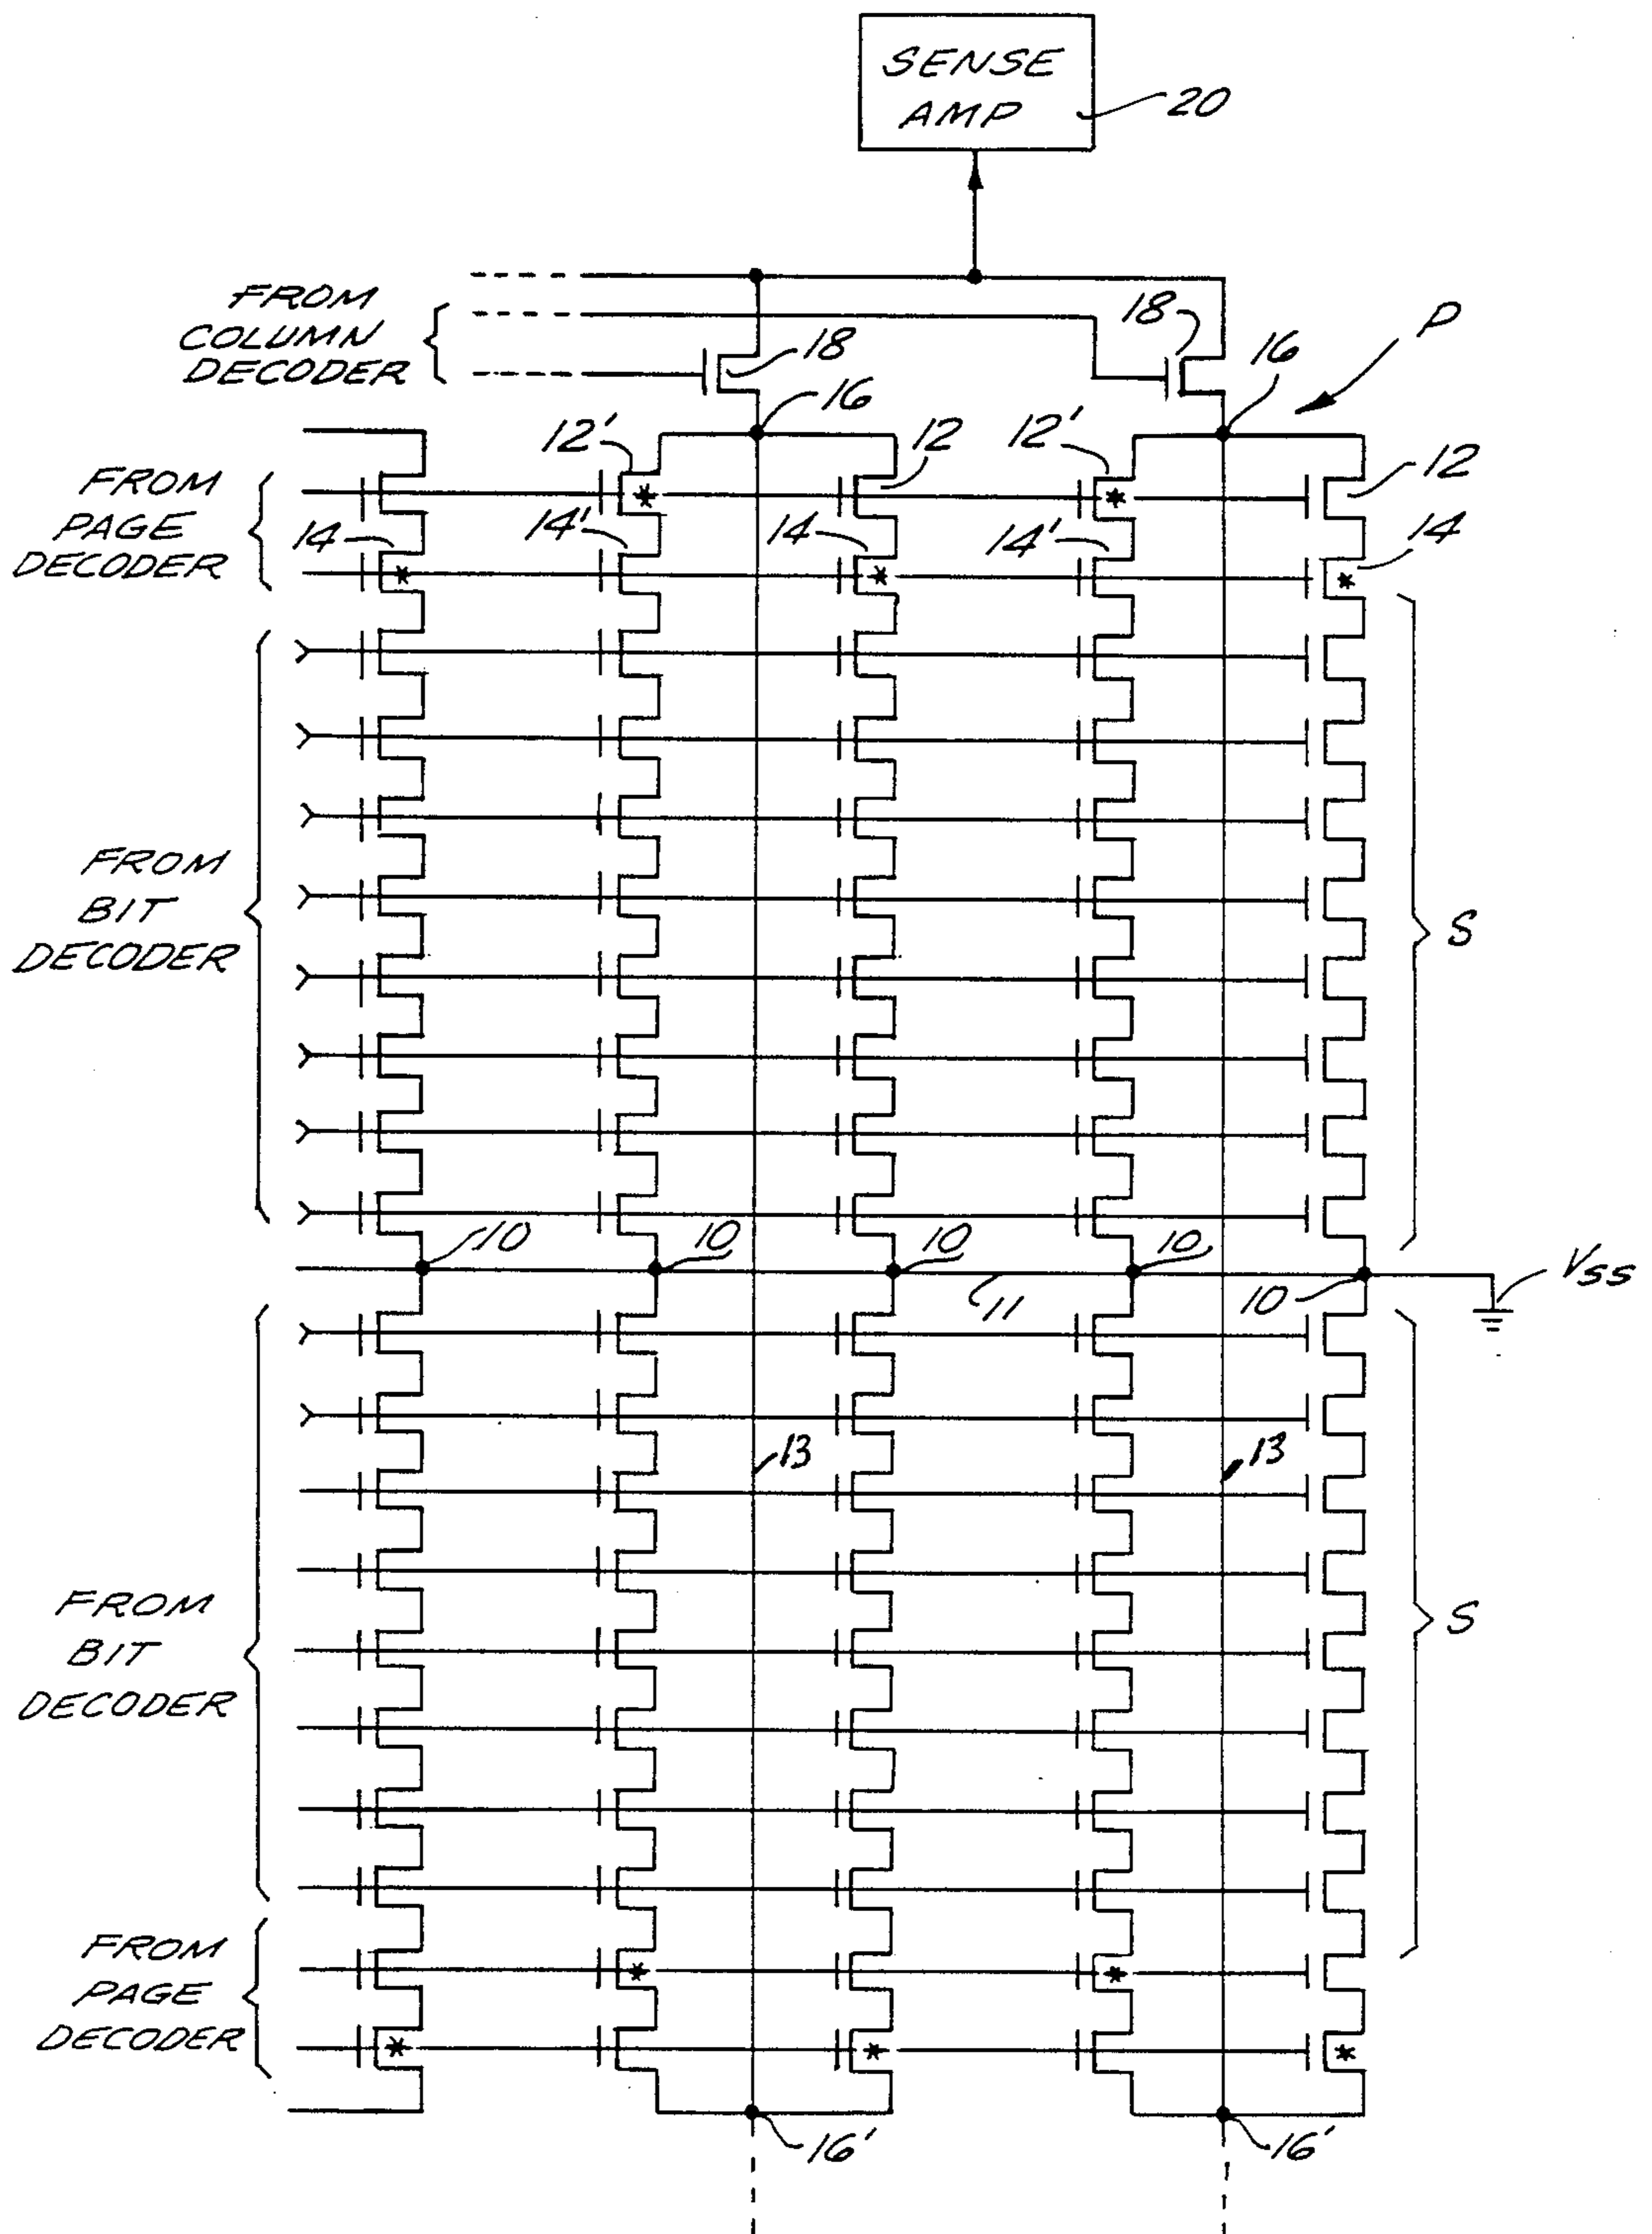 SENSE
AMP
20
FROM
COLUMN
DECODER
18
18
16
P
16
12'
12
12'
12
FROM
PAGE
DECODER
14
14'
14
14'
14
*
*
*
*
*
FROM
BIT
DECODER
S
10
10
10
10
10
11
Vss
13
13
FROM
BIT
DECODER
S
FROM
PAGE
DECODER
*
*
*
*
*
16'
16'